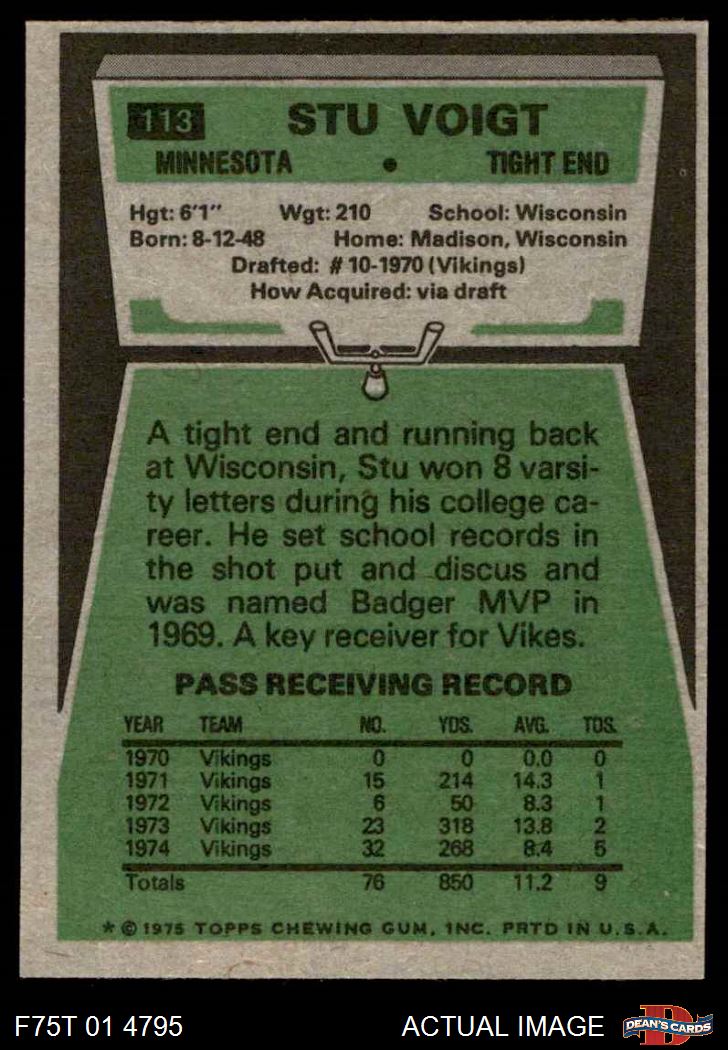 113 STU VOIGT
MINNESOTA • TIGHT END
Hgt: 6'1" Wgt: 210 School: Wisconsin
Born: 8-12-48 Home: Madison, Wisconsin
Drafted: #10-1970 (Vikings)
How Acquired: via draft
A tight end and running back
at Wisconsin, Stu won 8 varsi-
ty letters during his college ca-
reer. He set school records in
the shot put and discus and
was named Badger MVP in
1969. A key receiver for Vikes.
PASS RECEIVING RECORD
YEAR TEAM NO. YDS. AVG. TDS.
1970 Vikings 0 0 0.0 0
1971 Vikings 15 214 14.3 1
1972 Vikings 6 50 8.3 1
1973 Vikings 23 318 13.8 2
1974 Vikings 32 268 8.4 5
Totals 76 850 11.2 9
* © 1975 TOPPS CHEWING GUM, INC. PRTD IN U.S.A.
F75T 01 4795 ACTUAL IMAGE D DEAN'S CARDS